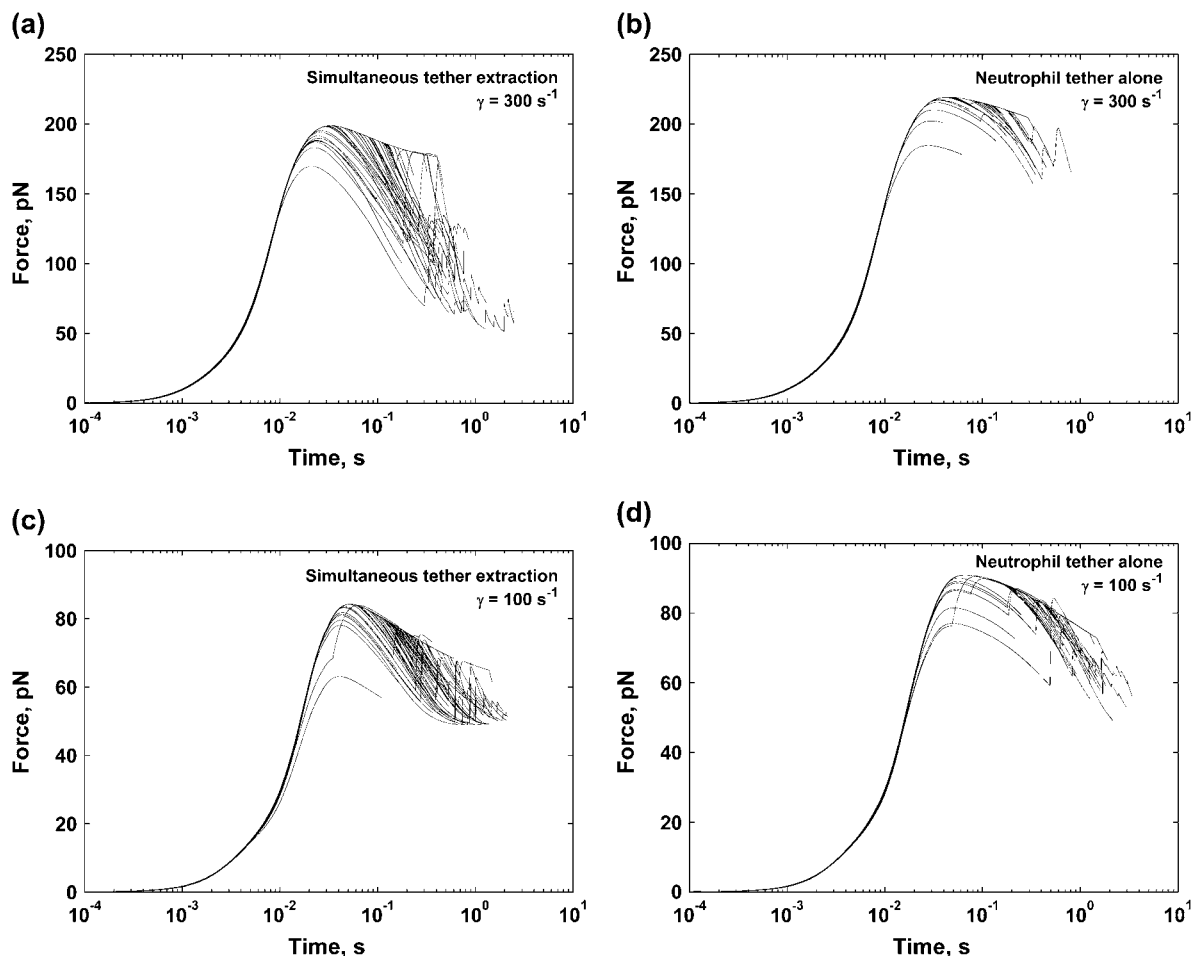 (a)
Simultaneous tether extraction
γ = 300 s⁻¹
250
200
150
100
50
0
Force, pN
10⁻⁴ 10⁻³ 10⁻² 10⁻¹ 10⁰ 10¹
Time, s
(b)
Neutrophil tether alone
γ = 300 s⁻¹
250
200
150
100
50
0
Force, pN
10⁻⁴ 10⁻³ 10⁻² 10⁻¹ 10⁰ 10¹
Time, s
(c)
Simultaneous tether extraction
γ = 100 s⁻¹
100
80
60
40
20
0
Force, pN
10⁻⁴ 10⁻³ 10⁻² 10⁻¹ 10⁰ 10¹
Time, s
(d)
Neutrophil tether alone
γ = 100 s⁻¹
100
80
60
40
20
0
Force, pN
10⁻⁴ 10⁻³ 10⁻² 10⁻¹ 10⁰ 10¹
Time, s